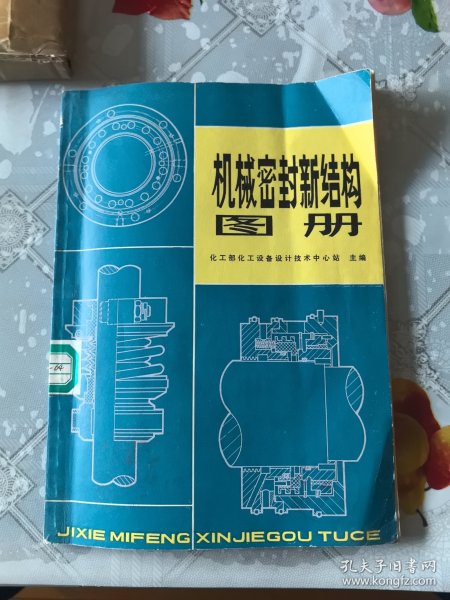 机械密封新结构
图册
化工部化工设备设计技术中心站 主编
-64
JIXIE MIFENG XINJIEGOU TUCE
孔夫子旧书网
www.kongfz.com